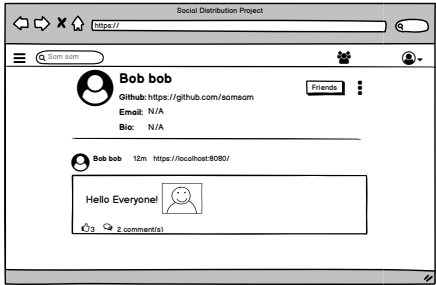 Social Distribution Project
https://
Sam sam
Bob bob
Github: https://github.com/samsam
Friends
Email: N/A
Bio: N/A
Bob bob 12m https://localhost:8080/
Hello Everyone!
3 2 comment(s)